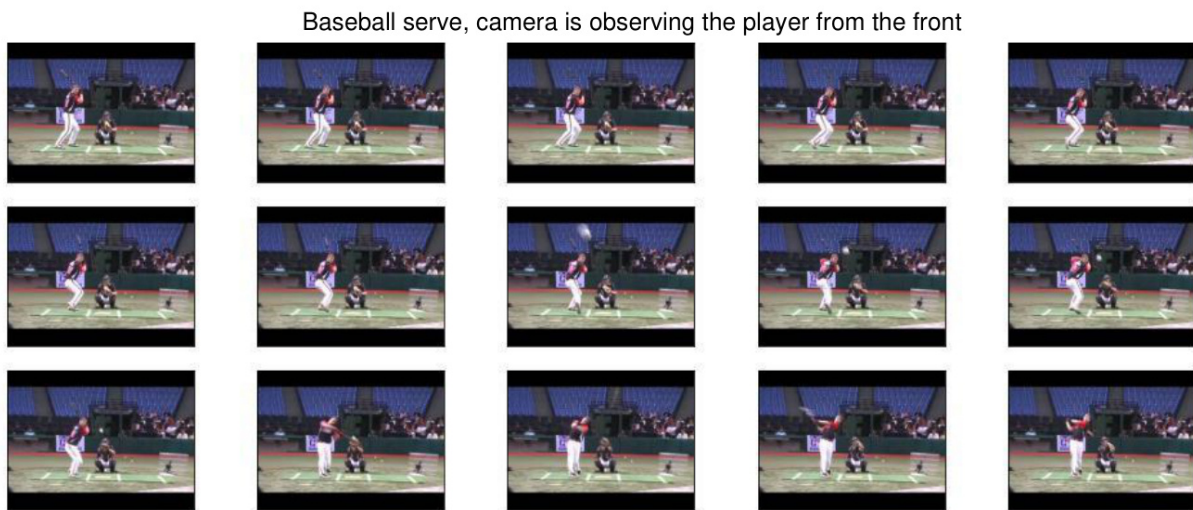 Baseball serve, camera is observing the player from the front